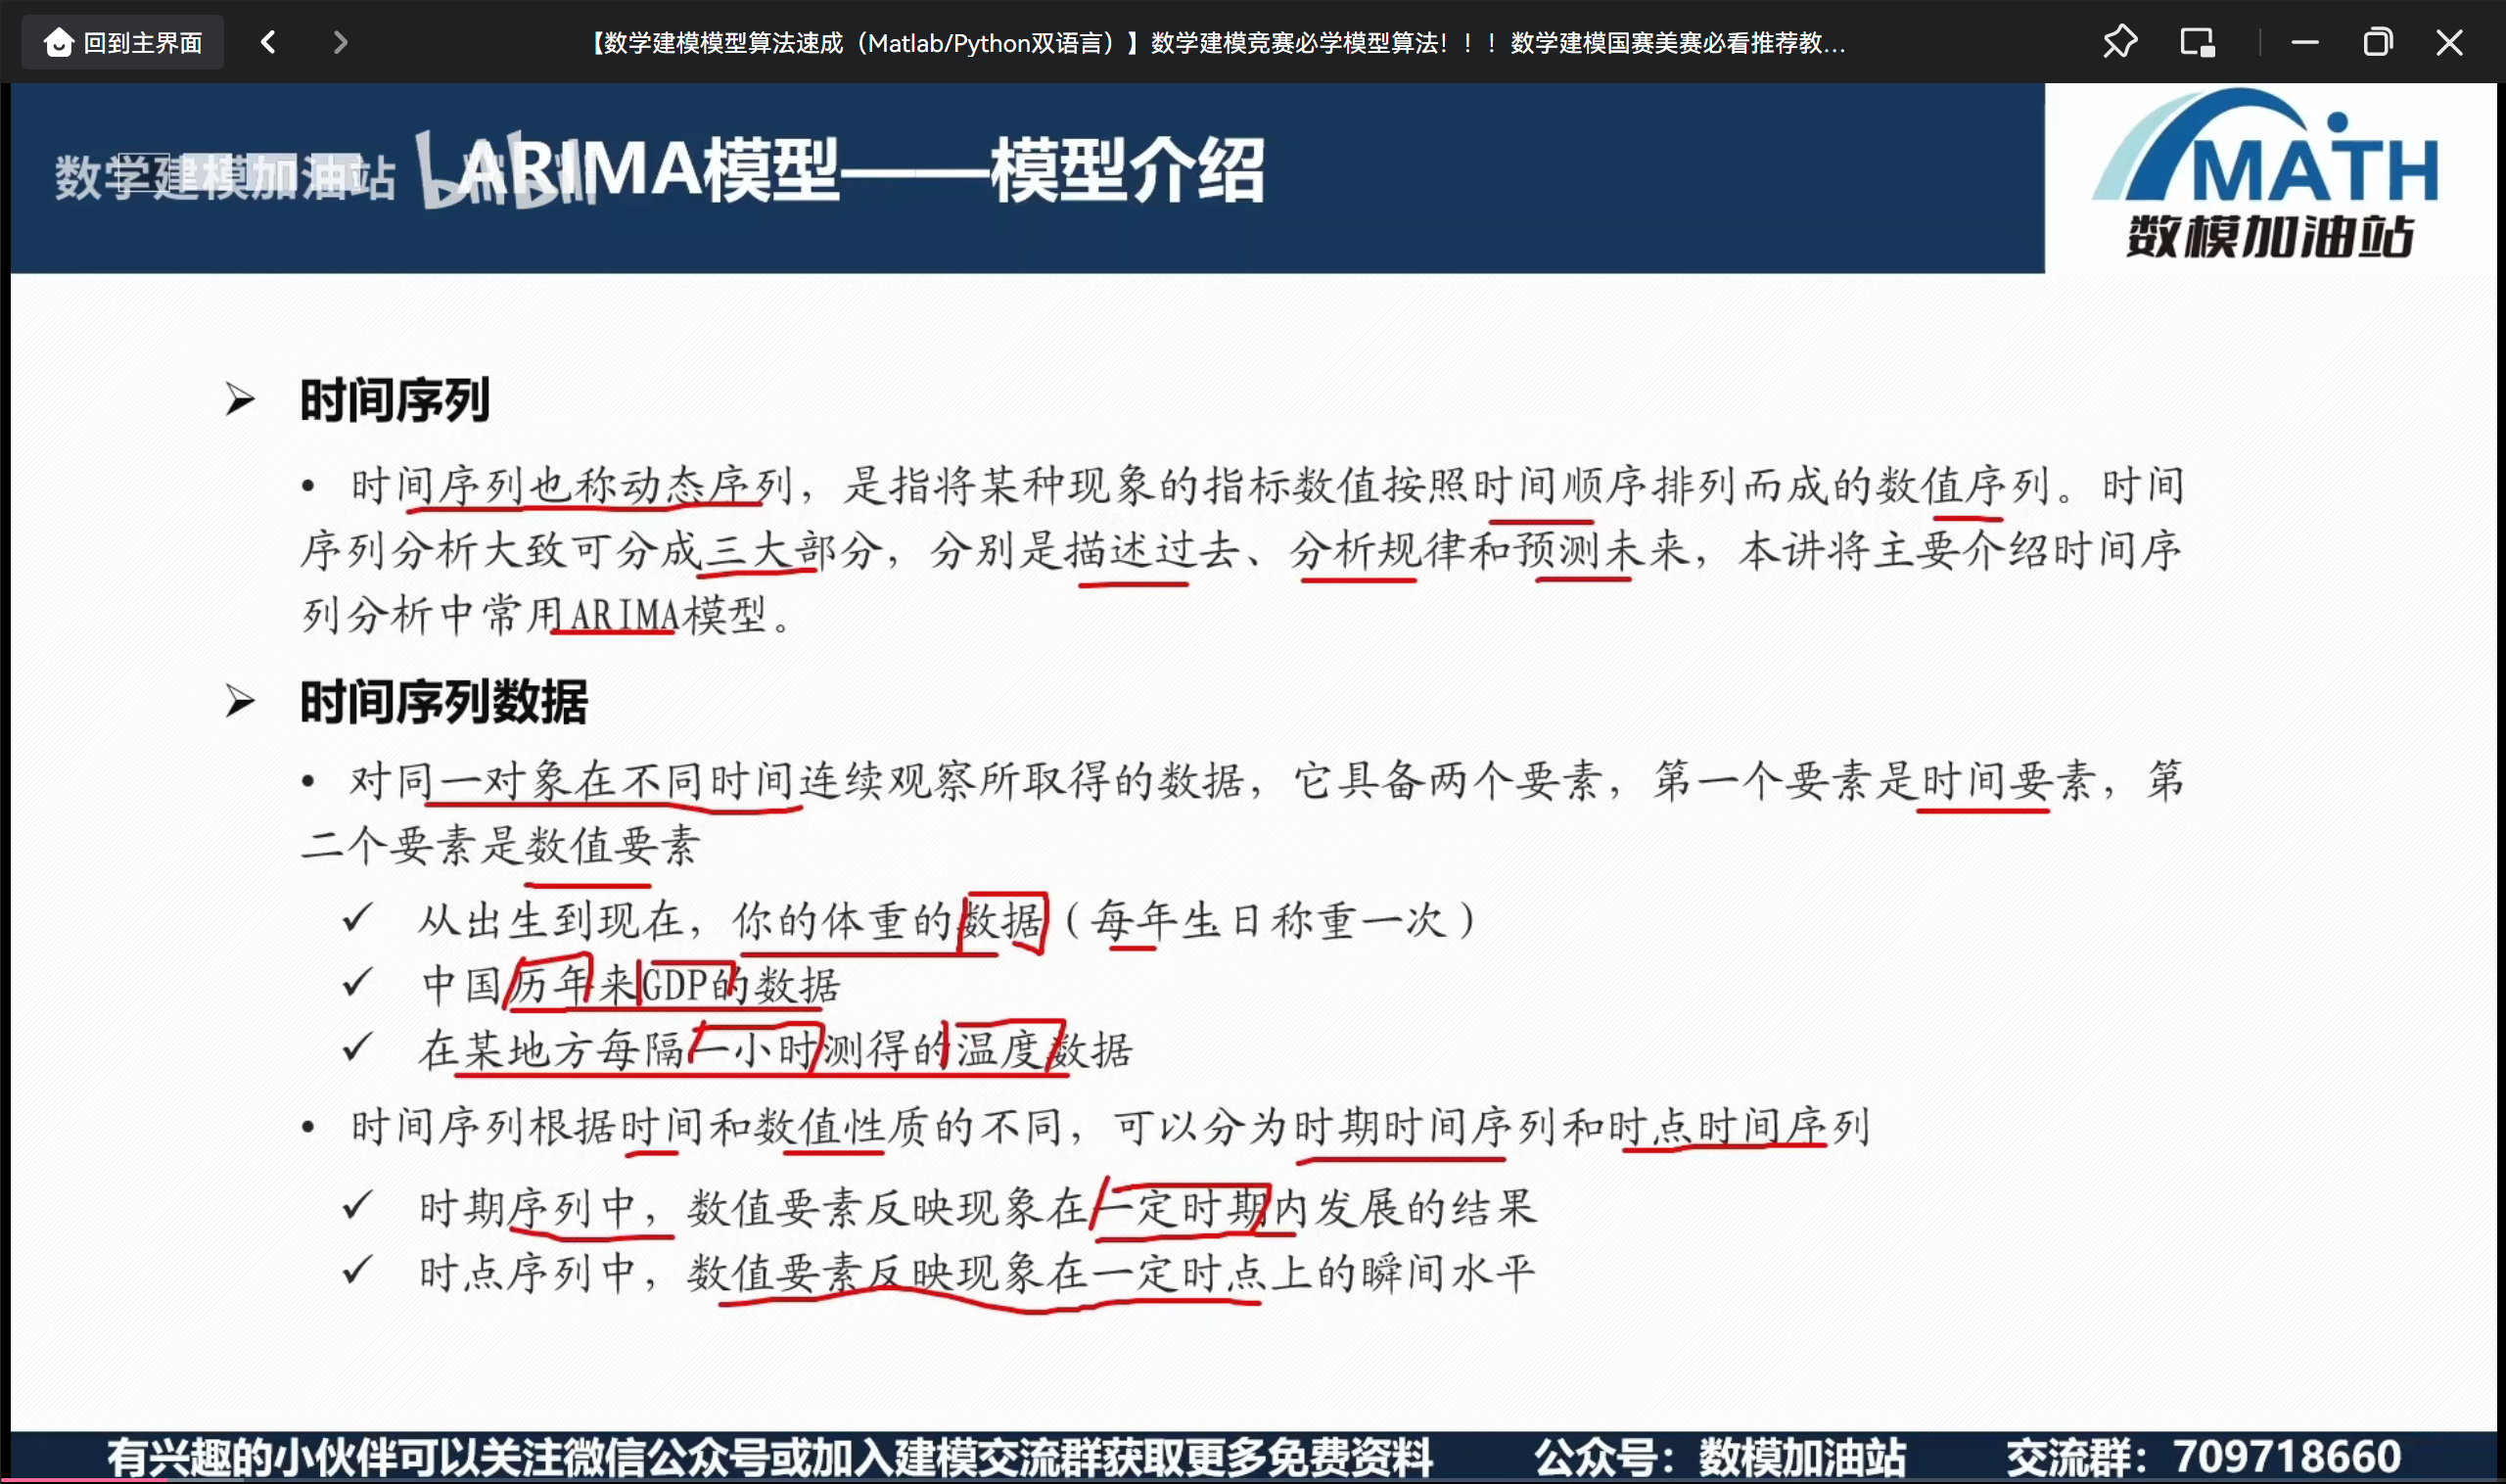 回到主界面
【数学建模模型算法速成（Matlab/Python双语言）】数学建模竞赛必学模型算法！！！数学建模国赛美赛必看推荐教...
数学建模加油站 bilibili
ARIMA模型——模型介绍
MATH
数模加油站
➢ 时间序列
• 时间序列也称动态序列，是指将某种现象的指标数值按照时间顺序排列而成的数值序列。时间
序列分析大致可分成三大部分，分别是描述过去、分析规律和预测未来，本讲将主要介绍时间序
列分析中常用ARIMA模型。
➢ 时间序列数据
• 对同一对象在不同时间连续观察所取得的数据，它具备两个要素，第一个要素是时间要素，第
二个要素是数值要素
✓ 从出生到现在，你的体重的数据（每年生日称重一次）
✓ 中国历年来GDP的数据
✓ 在某地方每隔一小时测得的温度数据
• 时间序列根据时间和数值性质的不同，可以分为时期时间序列和时点时间序列
✓ 时期序列中，数值要素反映现象在一定时期内发展的结果
✓ 时点序列中，数值要素反映现象在一定时点上的瞬间水平
有兴趣的小伙伴可以关注微信公众号或加入建模交流群获取更多免费资料 公众号：数模加油站 交流群：709718660